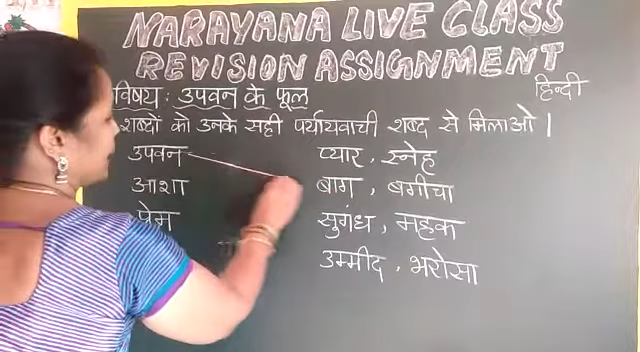 NARAYANA LIVE CLASS
REVISION ASSIGNMENT
विषय : उपवन के फूल हिन्दी
शब्दों को उनके सही पर्यायवाची शब्द से मिलाओ |
उपवन प्यार , स्नेह
आशा बाग , बगीचा
प्रेम सुगंध , महक
उम्मीद , भरोसा